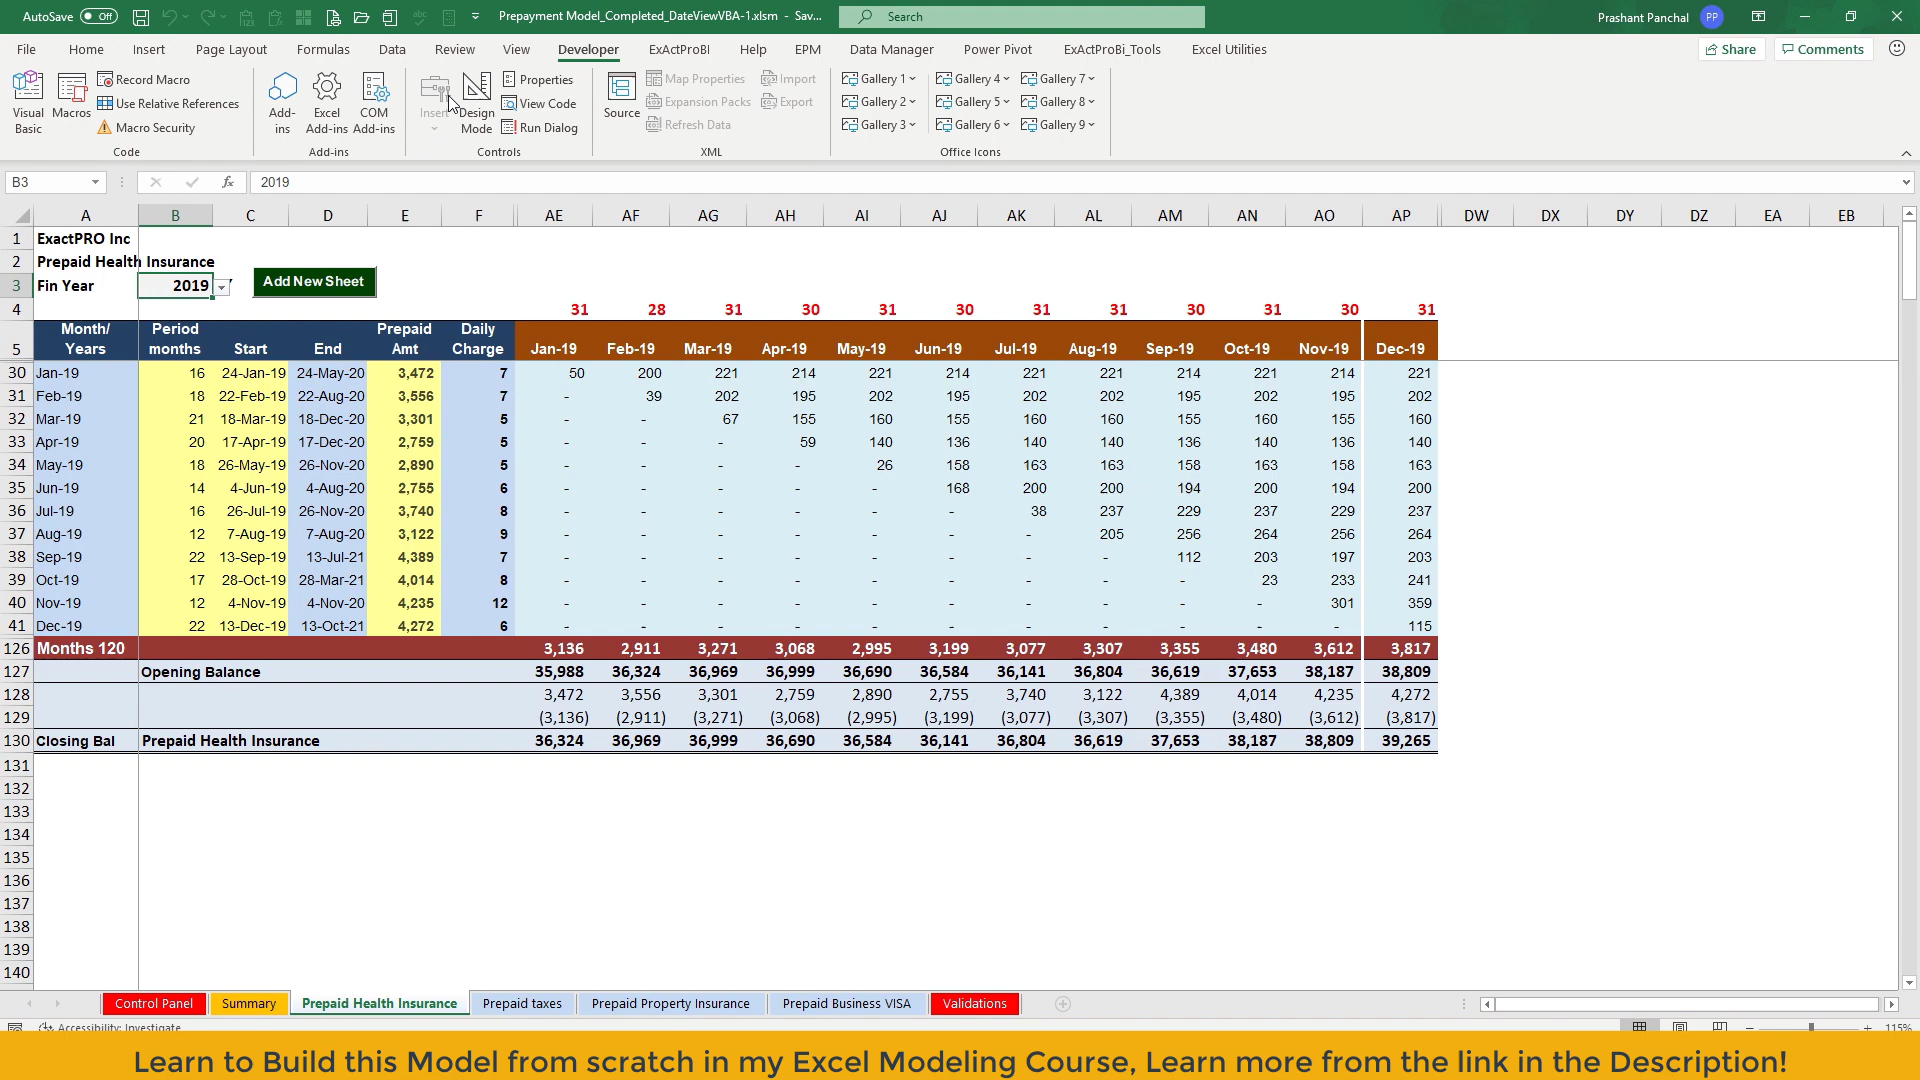 AutoSave Off Prepayment Model_Completed_DateViewVBA-1.xlsm - Sav... Search Prashant Panchal PP
File Home Insert Page Layout Formulas Data Review View Developer ExActProBI Help EPM Data Manager Power Pivot ExActProBi_Tools Excel Utilities Share Comments
Visual Basic Macros Record Macro Use Relative References Macro Security
Add-ins Excel Add-ins COM Add-ins
Insert Design Mode Properties View Code Run Dialog
Source Map Properties Expansion Packs Refresh Data Import Export
Gallery 1 Gallery 4 Gallery 7
Gallery 2 Gallery 5 Gallery 8
Gallery 3 Gallery 6 Gallery 9
Code Add-ins Controls XML Office Icons
B3 fx 2019
A B C D E F AE AF AG AH AI AJ AK AL AM AN AO AP DW DX DY DZ EA EB
1 ExactPRO Inc
2 Prepaid Health Insurance
3 Fin Year 2019 Add New Sheet
4 31 28 31 30 31 30 31 31 30 31 30 31
Month/ Period Prepaid Daily
5 Years months Start End Amt Charge Jan-19 Feb-19 Mar-19 Apr-19 May-19 Jun-19 Jul-19 Aug-19 Sep-19 Oct-19 Nov-19 Dec-19
30 Jan-19 16 24-Jan-19 24-May-20 3,472 7 50 200 221 214 221 214 221 221 214 221 214 221
31 Feb-19 18 22-Feb-19 22-Aug-20 3,556 7 - 39 202 195 202 195 202 202 195 202 195 202
32 Mar-19 21 18-Mar-19 18-Dec-20 3,301 5 - - 67 155 160 155 160 160 155 160 155 160
33 Apr-19 20 17-Apr-19 17-Dec-20 2,759 5 - - - 59 140 136 140 140 136 140 136 140
34 May-19 18 26-May-19 26-Nov-20 2,890 5 - - - - 26 158 163 163 158 163 158 163
35 Jun-19 14 4-Jun-19 4-Aug-20 2,755 6 - - - - - 168 200 200 194 200 194 200
36 Jul-19 16 26-Jul-19 26-Nov-20 3,740 8 - - - - - - 38 237 229 237 229 237
37 Aug-19 12 7-Aug-19 7-Aug-20 3,122 9 - - - - - - - 205 256 264 256 264
38 Sep-19 22 13-Sep-19 13-Jul-21 4,389 7 - - - - - - - - 112 203 197 203
39 Oct-19 17 28-Oct-19 28-Mar-21 4,014 8 - - - - - - - - - 23 233 241
40 Nov-19 12 4-Nov-19 4-Nov-20 4,235 12 - - - - - - - - - - 301 359
41 Dec-19 22 13-Dec-19 13-Oct-21 4,272 6 - - - - - - - - - - - 115
126 Months 120 3,136 2,911 3,271 3,068 2,995 3,199 3,077 3,307 3,355 3,480 3,612 3,817
127 Opening Balance 35,988 36,324 36,969 36,999 36,690 36,584 36,141 36,804 36,619 37,653 38,187 38,809
128 3,472 3,556 3,301 2,759 2,890 2,755 3,740 3,122 4,389 4,014 4,235 4,272
129 (3,136) (2,911) (3,271) (3,068) (2,995) (3,199) (3,077) (3,307) (3,355) (3,480) (3,612) (3,817)
130 Closing Bal Prepaid Health Insurance 36,324 36,969 36,999 36,690 36,584 36,141 36,804 36,619 37,653 38,187 38,809 39,265
131
132
133
134
135
136
137
138
139
140
Control Panel Summary Prepaid Health Insurance Prepaid taxes Prepaid Property Insurance Prepaid Business VISA Validations
Accessibility: Investigate 115%
Learn to Build this Model from scratch in my Excel Modeling Course, Learn more from the link in the Description!